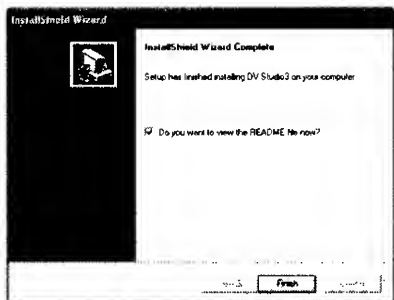 InstallShield Wizard
InstallShield Wizard Complete
Setup has finished installing DV Studio3 on your computer
Do you want to view the README file now?
Finish